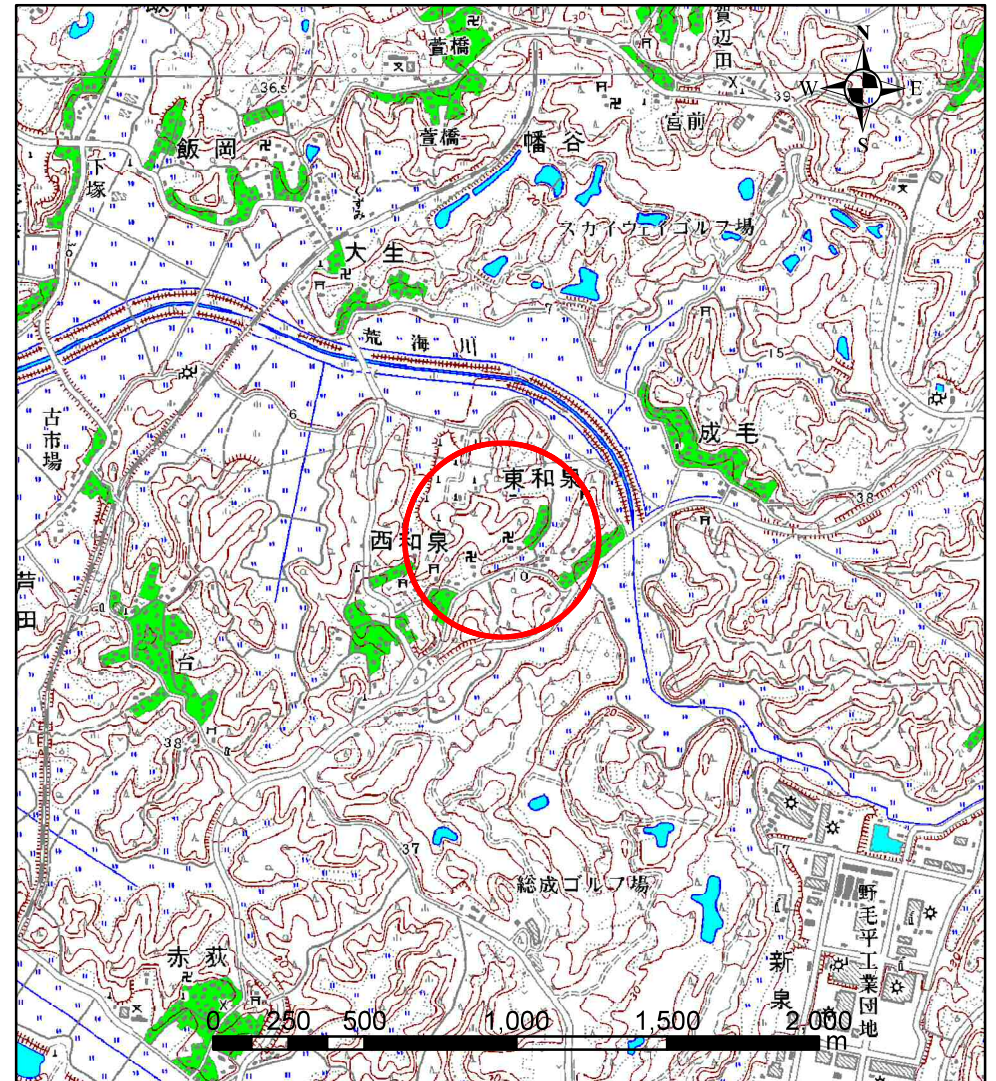 萱橋
36.5
飯岡
萱橋
幡谷
宮前
39
N
W
E
S
下塚
くずみ
大生
スカイウェイゴルフ場
荒海川
7
15
6
古市場
成毛
38
東和泉
西和泉
芦田
台
38
37
17
総成ゴルフ場
野毛平工業団地
新泉
赤荻
0 250 500 1,000 1,500 2,000
m